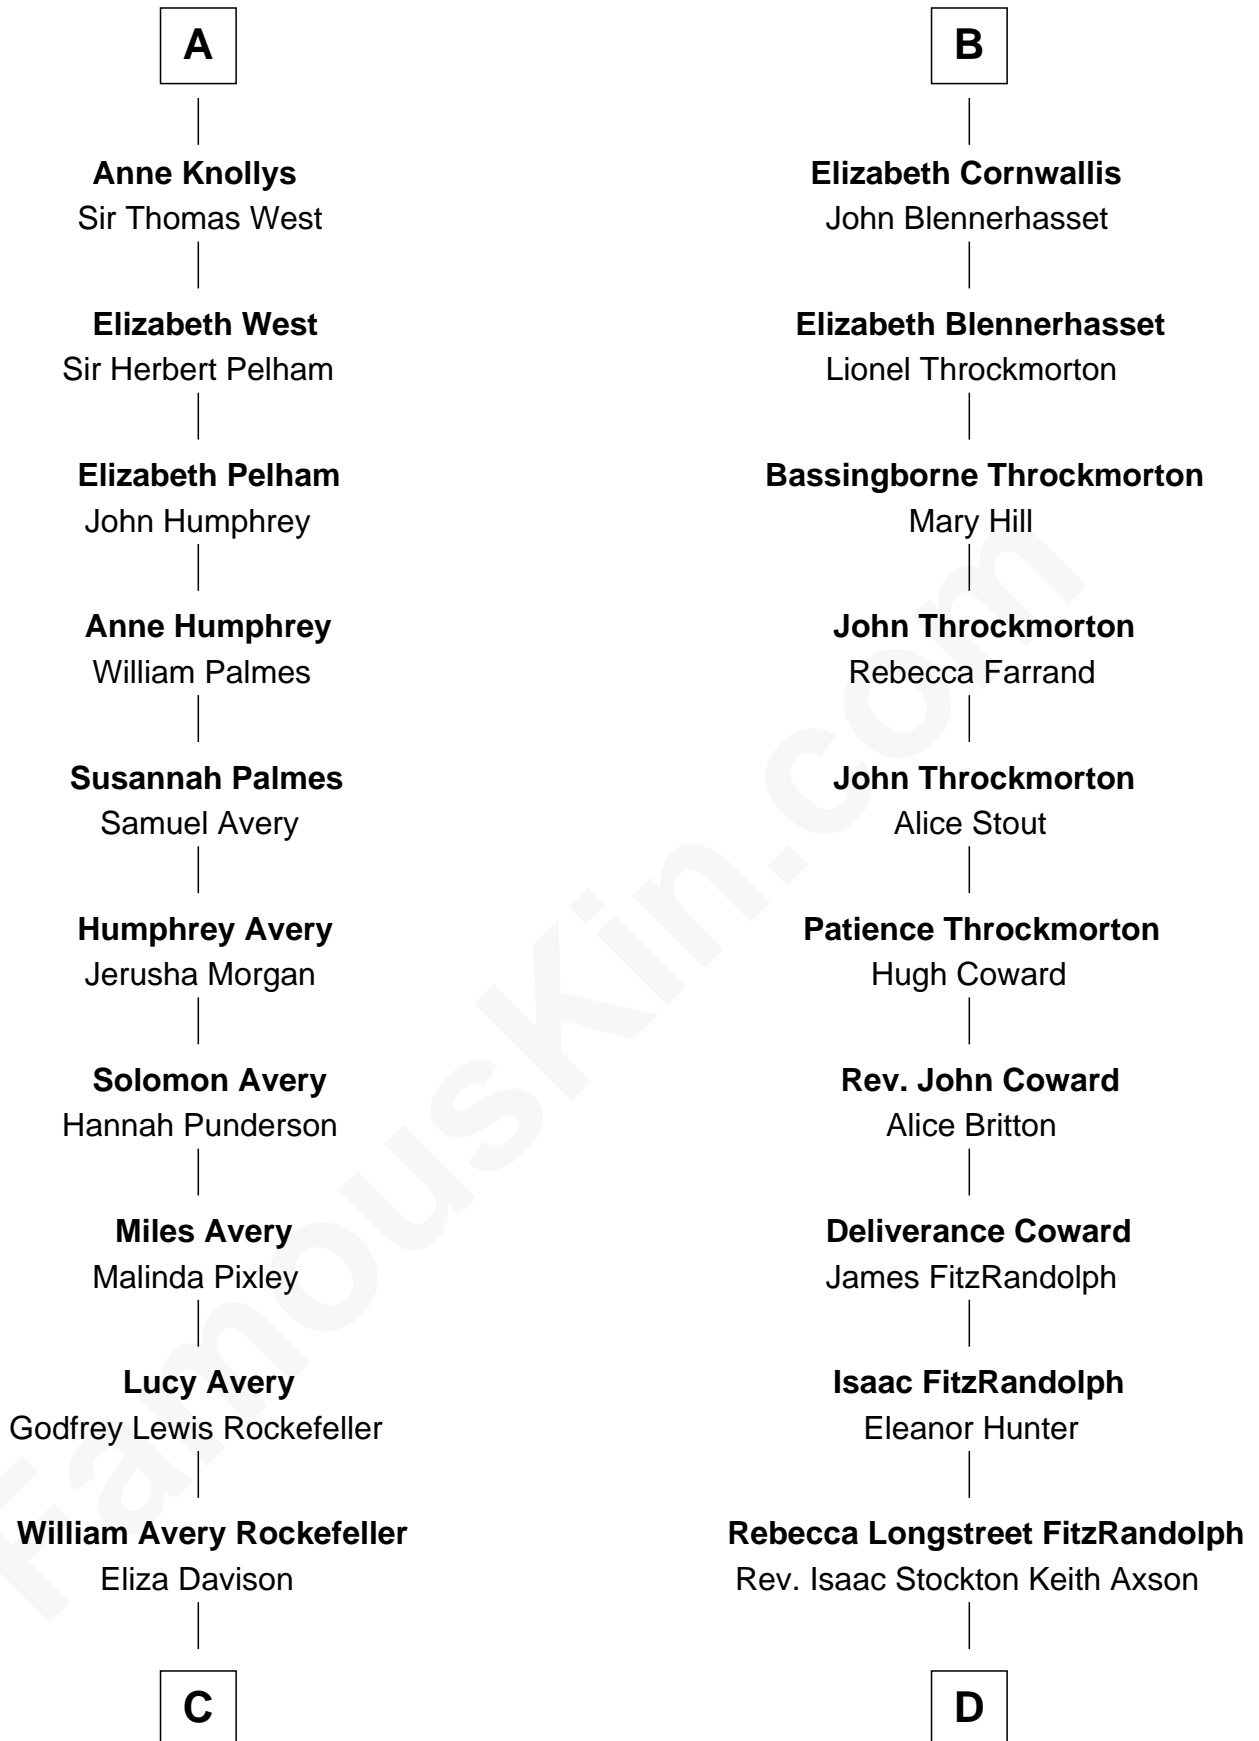 A
Anne Knollys
Sir Thomas West
Elizabeth West
Sir Herbert Pelham
Elizabeth Pelham
John Humphrey
Anne Humphrey
William Palmes
Susannah Palmes
Samuel Avery
Humphrey Avery
Jerusha Morgan
Solomon Avery
Hannah Punderson
Miles Avery
Malinda Pixley
Lucy Avery
Godfrey Lewis Rockefeller
William Avery Rockefeller
Eliza Davison
C
B
Elizabeth Cornwallis
John Blennerhasset
Elizabeth Blennerhasset
Lionel Throckmorton
Bassingborne Throckmorton
Mary Hill
John Throckmorton
Rebecca Farrand
John Throckmorton
Alice Stout
Patience Throckmorton
Hugh Coward
Rev. John Coward
Alice Britton
Deliverance Coward
James FitzRandolph
Isaac FitzRandolph
Eleanor Hunter
Rebecca Longstreet FitzRandolph
Rev. Isaac Stockton Keith Axson
D
FamousKin.com